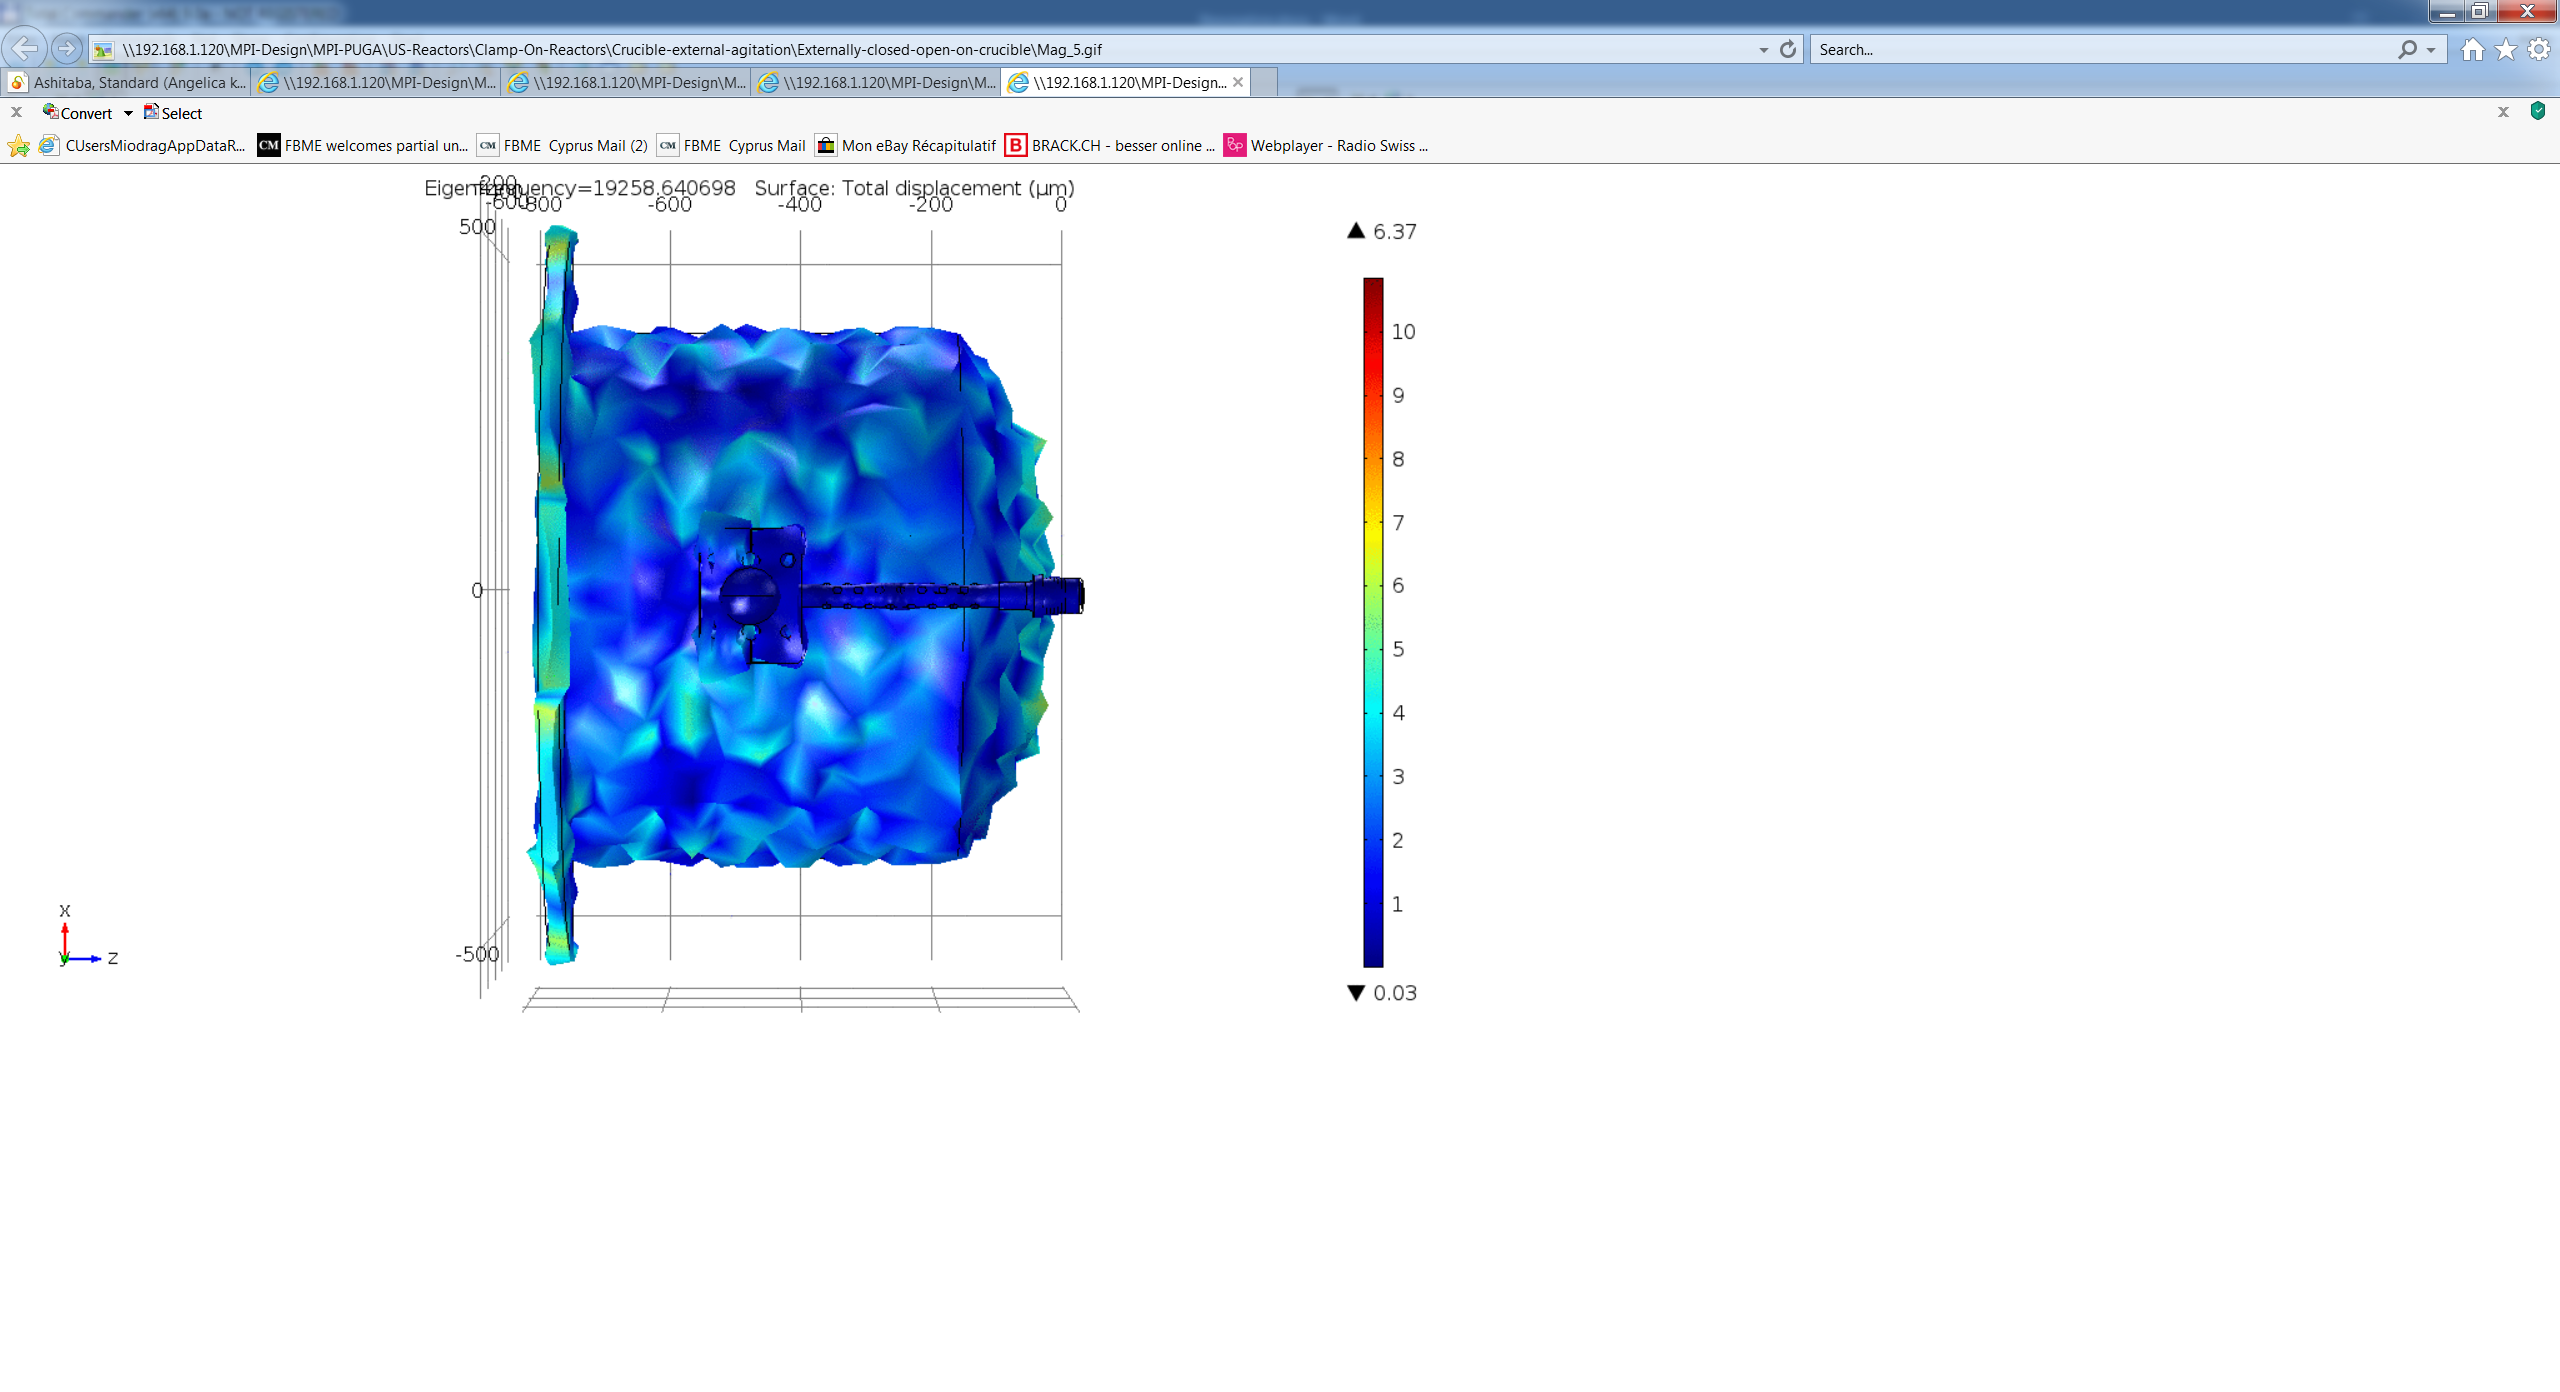 \\192.168.1.120\MPI-Design\MPI-PUGA\US-Reactors\Clamp-On-Reactors\Crucible-external-agitation\Externally-closed-open-on-crucible\Mag_5.gif
Search...
Ashitaba, Standard (Angelica k...
\\192.168.1.120\MPI-Design\M...
\\192.168.1.120\MPI-Design\M...
\\192.168.1.120\MPI-Design\M...
\\192.168.1.120\MPI-Design...
Convert
Select
CUsersMiodragAppDataR...
CM
FBME welcomes partial un...
CM
FBME Cyprus Mail (2)
CM
FBME Cyprus Mail
Mon eBay Récapitulatif
B
BRACK.CH - besser online ...
Webplayer - Radio Swiss ...
=19258.640698 Surface: Total displacement (μm)
-800 -600 -400 -200 0
500
0
-500
6.37
10
9
8
7
6
5
4
3
2
1
0.03
x
y z